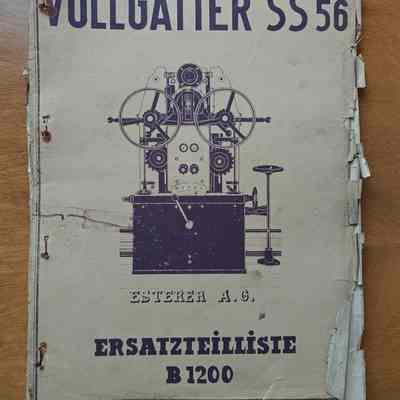 VOLLGATTER SS 56
ESTERER A.G.
ERSATZTEILLISTE
B 1200